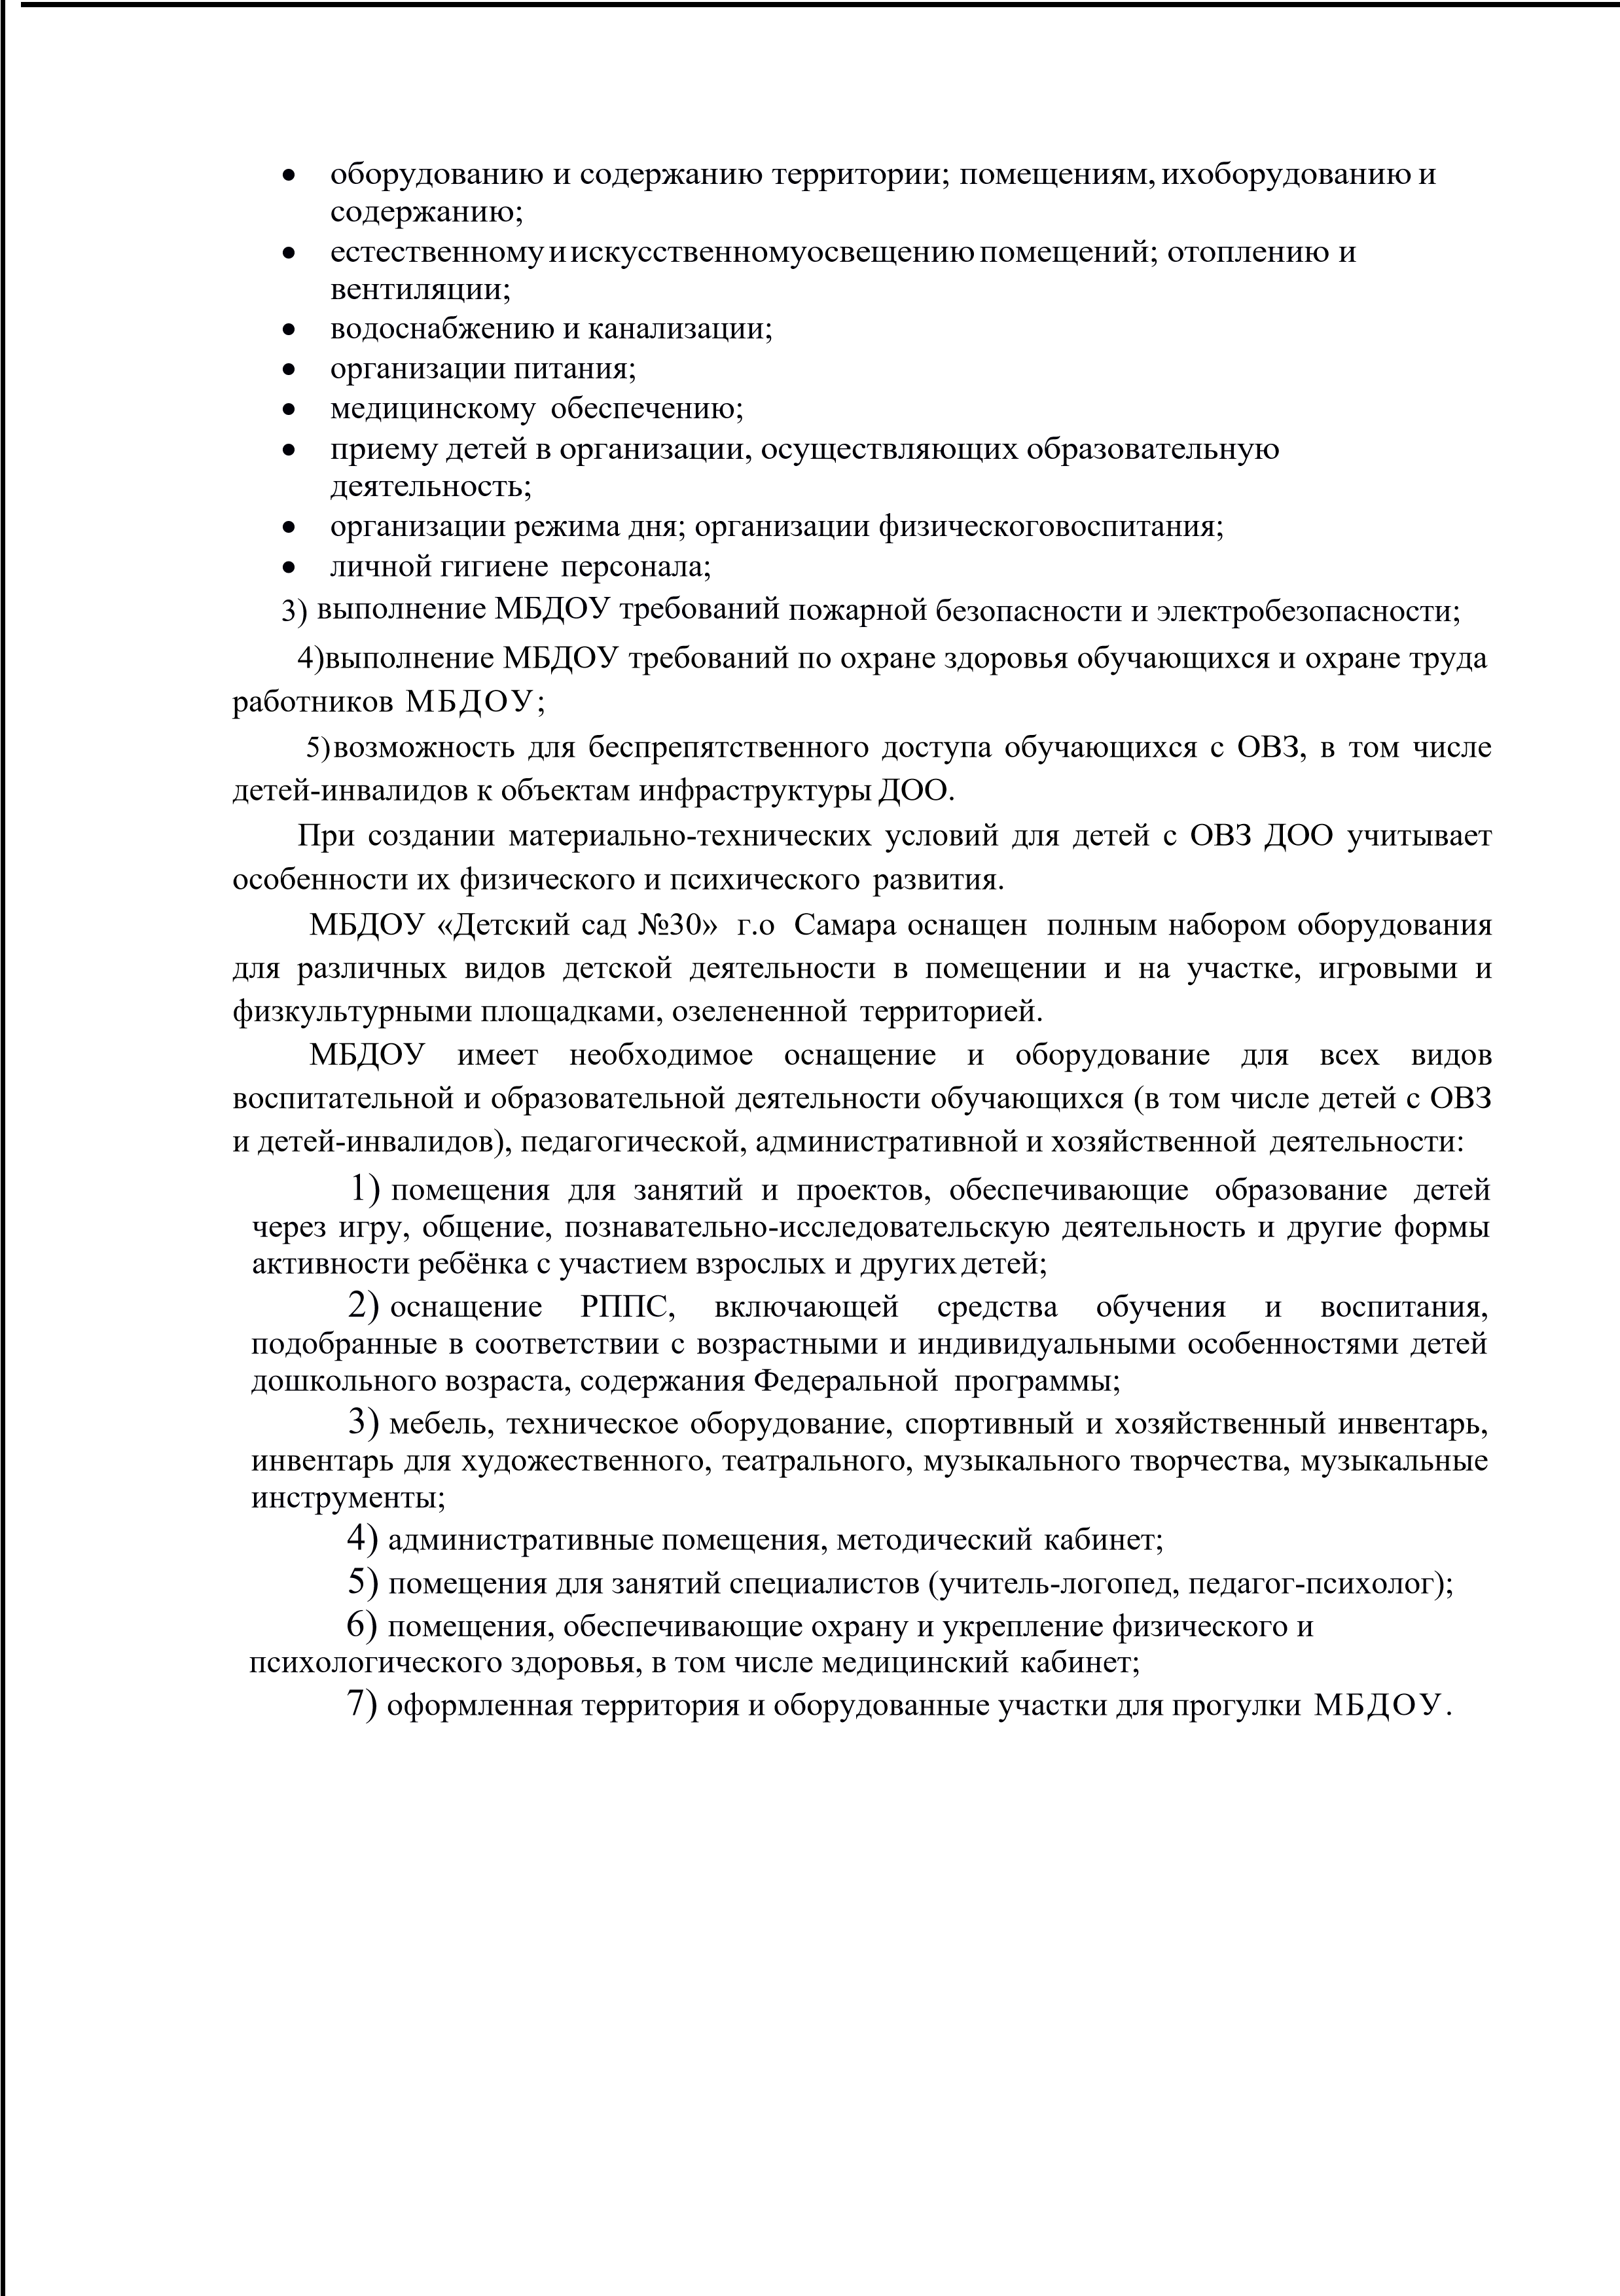 • оборудованию и содержанию территории; помещениям, ихоборудованию и
содержанию;
• естественномуиискусственномуосвещениюпомещений; отоплению и
вентиляции;
• водоснабжению и канализации;
• организации питания;
• медицинскому обеспечению;
• приему детей в организации, осуществляющих образовательную
деятельность;
• организации режима дня; организации физическоговоспитания;
• личной гигиене персонала;
3) выполнение МБДОУ требований пожарной безопасности и электробезопасности;
4)выполнение МБДОУ требований по охране здоровья обучающихся и охране труда
работников МБДОУ;
5)возможность для беспрепятственного доступа обучающихся с ОВЗ, в том числе
детей-инвалидов к объектам инфраструктуры ДОО.
При создании материально-технических условий для детей с ОВЗ ДОО учитывает
особенности их физического и психического развития.
МБДОУ «Детский сад №30» г.о Самара оснащен полным набором оборудования
для различных видов детской деятельности в помещении и на участке, игровыми и
физкультурными площадками, озелененной территорией.
МБДОУ имеет необходимое оснащение и оборудование для всех видов
воспитательной и образовательной деятельности обучающихся (в том числе детей с ОВЗ
и детей-инвалидов), педагогической, административной и хозяйственной деятельности:
1) помещения для занятий и проектов, обеспечивающие образование детей
через игру, общение, познавательно-исследовательскую деятельность и другие формы
активности ребёнка с участием взрослых и других детей;
2) оснащение РППС, включающей средства обучения и воспитания,
подобранные в соответствии с возрастными и индивидуальными особенностями детей
дошкольного возраста, содержания Федеральной программы;
3) мебель, техническое оборудование, спортивный и хозяйственный инвентарь,
инвентарь для художественного, театрального, музыкального творчества, музыкальные
инструменты;
4) административные помещения, методический кабинет;
5) помещения для занятий специалистов (учитель-логопед, педагог-психолог);
6) помещения, обеспечивающие охрану и укрепление физического и
психологического здоровья, в том числе медицинский кабинет;
7) оформленная территория и оборудованные участки для прогулки МБДОУ.